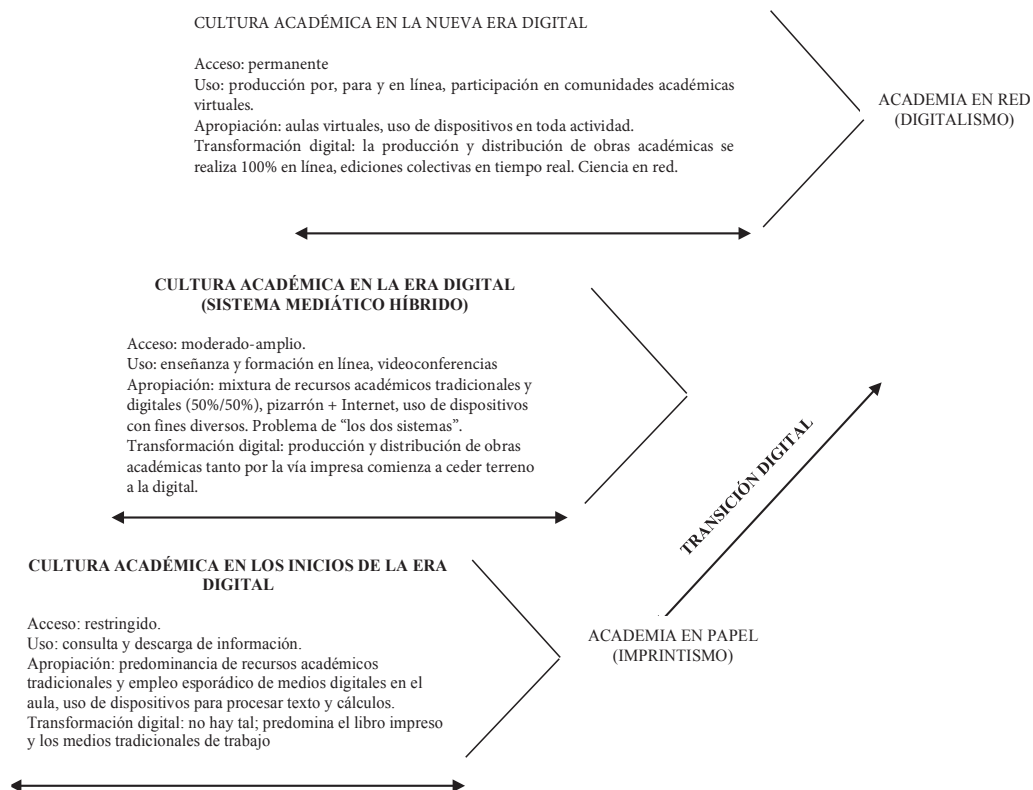 CULTURA ACADÉMICA EN LA NUEVA ERA DIGITAL
Acceso: permanente
Uso: producción por, para y en línea, participación en comunidades académicas
virtuales.
Apropiación: aulas virtuales, uso de dispositivos en toda actividad.
Transformación digital: la producción y distribución de obras académicas se
realiza 100% en línea, ediciones colectivas en tiempo real. Ciencia en red.
ACADEMIA EN RED
(DIGITALISMO)
CULTURA ACADÉMICA EN LA ERA DIGITAL
(SISTEMA MEDIÁTICO HÍBRIDO)
Acceso: moderado-amplio.
Uso: enseñanza y formación en línea, videoconferencias
Apropiación: mixtura de recursos académicos tradicionales y
digitales (50%/50%), pizarrón + Internet, uso de dispositivos
con fines diversos. Problema de “los dos sistemas”.
Transformación digital: producción y distribución de obras
académicas tanto por la vía impresa comienza a ceder terreno
a la digital.
TRANSICIÓN DIGITAL
CULTURA ACADÉMICA EN LOS INICIOS DE LA ERA
DIGITAL
Acceso: restringido.
Uso: consulta y descarga de información.
Apropiación: predominancia de recursos académicos
tradicionales y empleo esporádico de medios digitales en el
aula, uso de dispositivos para procesar texto y cálculos.
Transformación digital: no hay tal; predomina el libro impreso
y los medios tradicionales de trabajo
ACADEMIA EN PAPEL
(IMPRINTISMO)